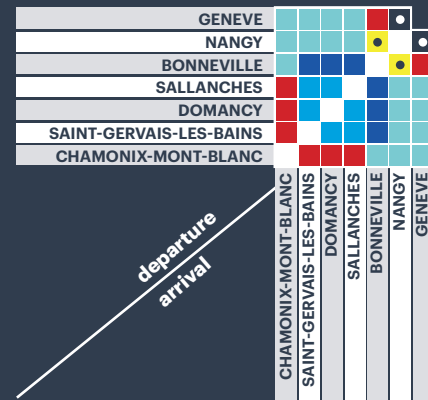 GENEVE
NANGY
BONNEVILLE
SALLANCHES
DOMANCY
SAINT-GERVAIS-LES-BAINS
CHAMONIX-MONT-BLANC
departure
arrival
CHAMONIX-MONT-BLANC
SAINT-GERVAIS-LES-BAINS
DOMANCY
SALLANCHES
BONNEVILLE
NANGY
GENEVE